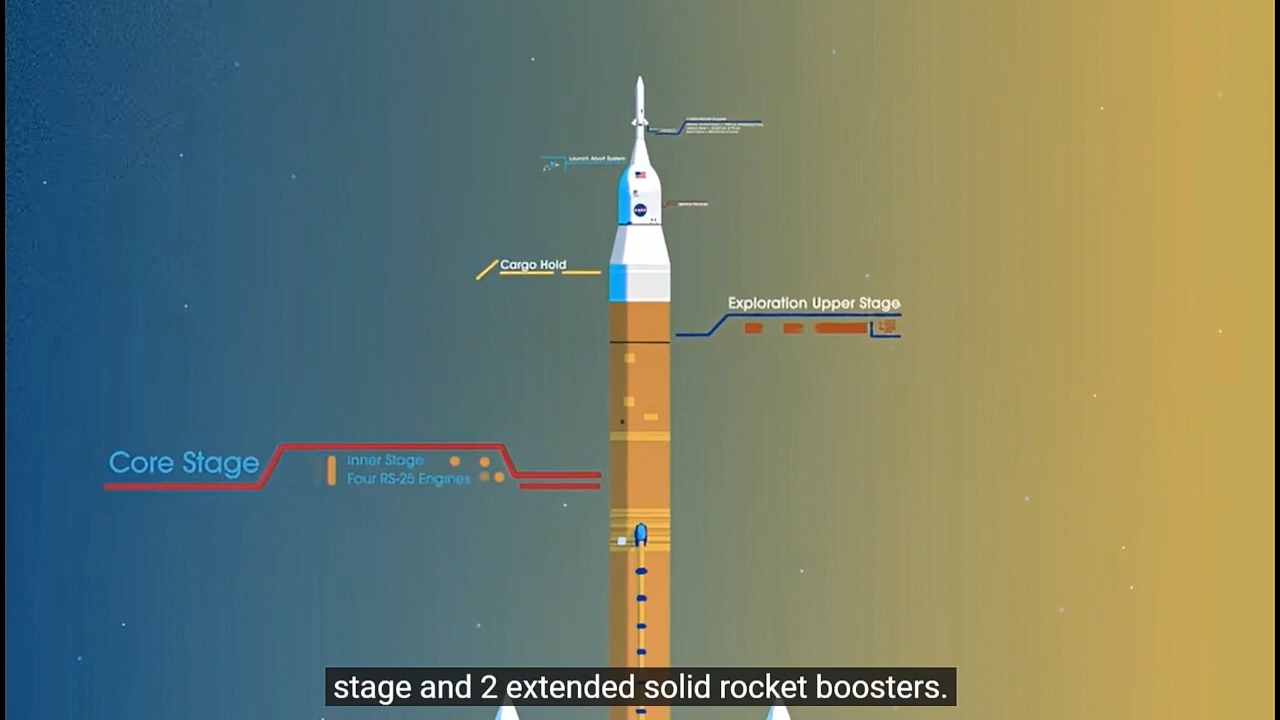 Launch Abort System
Cargo Hold
Exploration Upper Stage
Core Stage
Inner Stage
Four RS-25 Engines
stage and 2 extended solid rocket boosters.